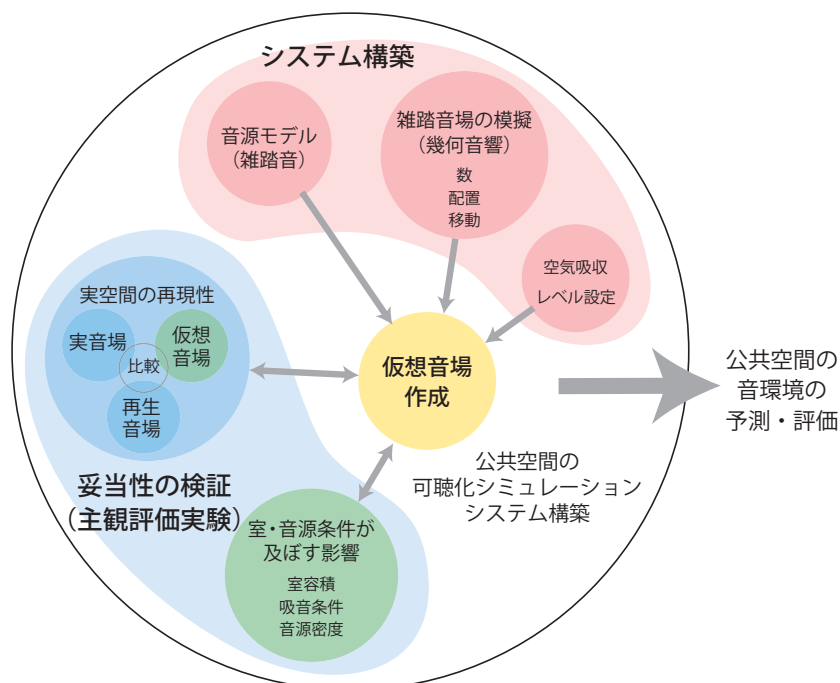 システム構築
音源モデル
（雑踏音）
雑踏音場の模擬
（幾何音響）
数
配置
移動
空気吸収
レベル設定
実空間の再現性
実音場
仮想
音場
比較
再生
音場
仮想音場
作成
公共空間の
音環境の
予測・評価
妥当性の検証
（主観評価実験）
公共空間の
可聴化シミュレーション
システム構築
室・音源条件が
及ぼす影響
室容積
吸音条件
音源密度